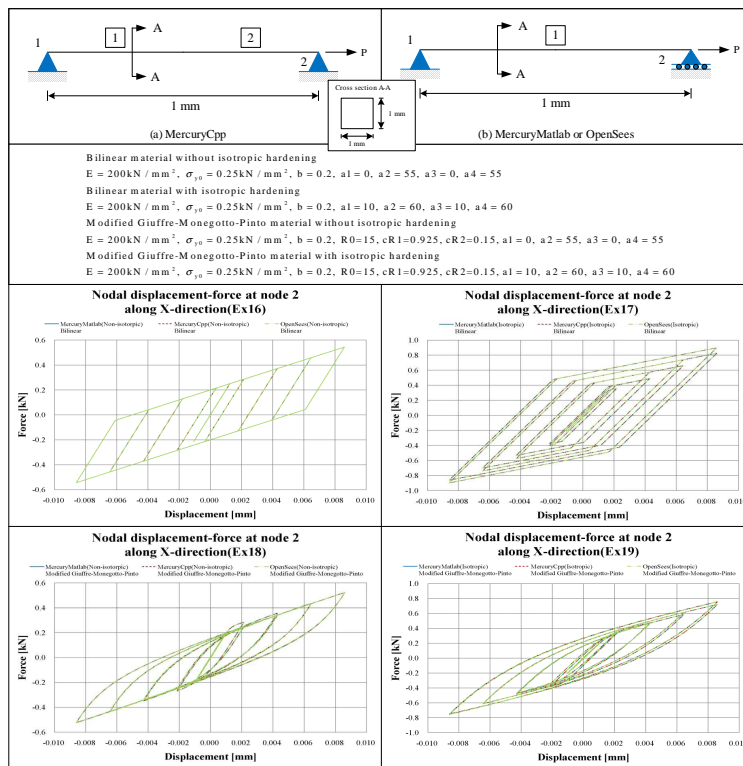 A
A
1
2
1
P
2
A
A
1 mm
(a) MercuryCpp
Cross section A-A
1 mm
1 mm
A
1
1
P
2
A
1 mm
(b) MercuryMatlab or OpenSees
Bilinear material without isotropic hardening
E = 200kN / mm², σy0 = 0.25kN / mm², b = 0.2, a1 = 0, a2 = 55, a3 = 0, a4 = 55
Bilinear material with isotropic hardening
E = 200kN / mm², σy0 = 0.25kN / mm², b = 0.2, a1 = 10, a2 = 60, a3 = 10, a4 = 60
Modified Giuffre-Monegotto-Pinto material without isotropic hardening
E = 200kN / mm², σy0 = 0.25kN / mm², b = 0.2, R0=15, cR1=0.925, cR2=0.15, a1 = 0, a2 = 55, a3 = 0, a4 = 55
Modified Giuffre-Monegotto-Pinto material with isotropic hardening
E = 200kN / mm², σy0 = 0.25kN / mm², b = 0.2, R0=15, cR1=0.925, cR2=0.15, a1 = 10, a2 = 60, a3 = 10, a4 = 60
Nodal displacement-force at node 2
along X-direction(Ex16)
MercuryMatlab(Non-isotropic) Bilinear
MercuryCpp(Non-isotropic) Bilinear
OpenSees(Non-isotropic) Bilinear
Force [kN]
0.6
0.4
0.2
0.0
-0.2
-0.4
-0.6
-0.010 -0.008 -0.006 -0.004 -0.002 0.000 0.002 0.004 0.006 0.008 0.010
Displacement [mm]
Nodal displacement-force at node 2
along X-direction(Ex17)
MercuryMatlab(Isotropic) Bilinear
MercuryCpp(Isotropic) Bilinear
OpenSees(Isotropic) Bilinear
Force [kN]
1.0
0.8
0.6
0.4
0.2
0.0
-0.2
-0.4
-0.6
-0.8
-1.0
-0.010 -0.008 -0.006 -0.004 -0.002 0.000 0.002 0.004 0.006 0.008 0.010
Displacement [mm]
Nodal displacement-force at node 2
along X-direction(Ex18)
MercuryMatlab(Non-isotropic) Modified Giuffre-Monegotto-Pinto
MercuryCpp(Non-isotropic) Modified Giuffre-Monegotto-Pinto
OpenSees(Non-isotropic) Modified Giuffre-Monegotto-Pinto
Force [kN]
0.6
0.4
0.2
0.0
-0.2
-0.4
-0.6
-0.010 -0.008 -0.006 -0.004 -0.002 0.000 0.002 0.004 0.006 0.008 0.010
Displacement [mm]
Nodal displacement-force at node 2
along X-direction(Ex19)
MercuryMatlab(Isotropic) Modified Giuffre-Monegotto-Pinto
MercuryCpp(Isotropic) Modified Giuffre-Monegotto-Pinto
OpenSees(Isotropic) Modified Giuffre-Monegotto-Pinto
Force [kN]
1.0
0.8
0.6
0.4
0.2
0.0
-0.2
-0.4
-0.6
-0.8
-1.0
-0.010 -0.008 -0.006 -0.004 -0.002 0.000 0.002 0.004 0.006 0.008 0.010
Displacement [mm]